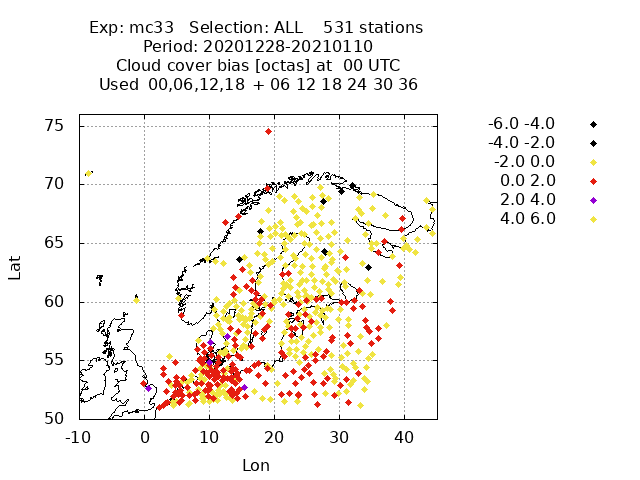 Exp: mc33   Selection: ALL    531 stations
Period: 20201228-20210110
Cloud cover bias [octas] at  00 UTC
Used  00,06,12,18  + 06 12 18 24 30 36
-6.0 -4.0
-4.0 -2.0
-2.0 0.0
0.0 2.0
2.0 4.0
4.0 6.0
75
70
65
60
55
50
Lat
-10 0 10 20 30 40
Lon